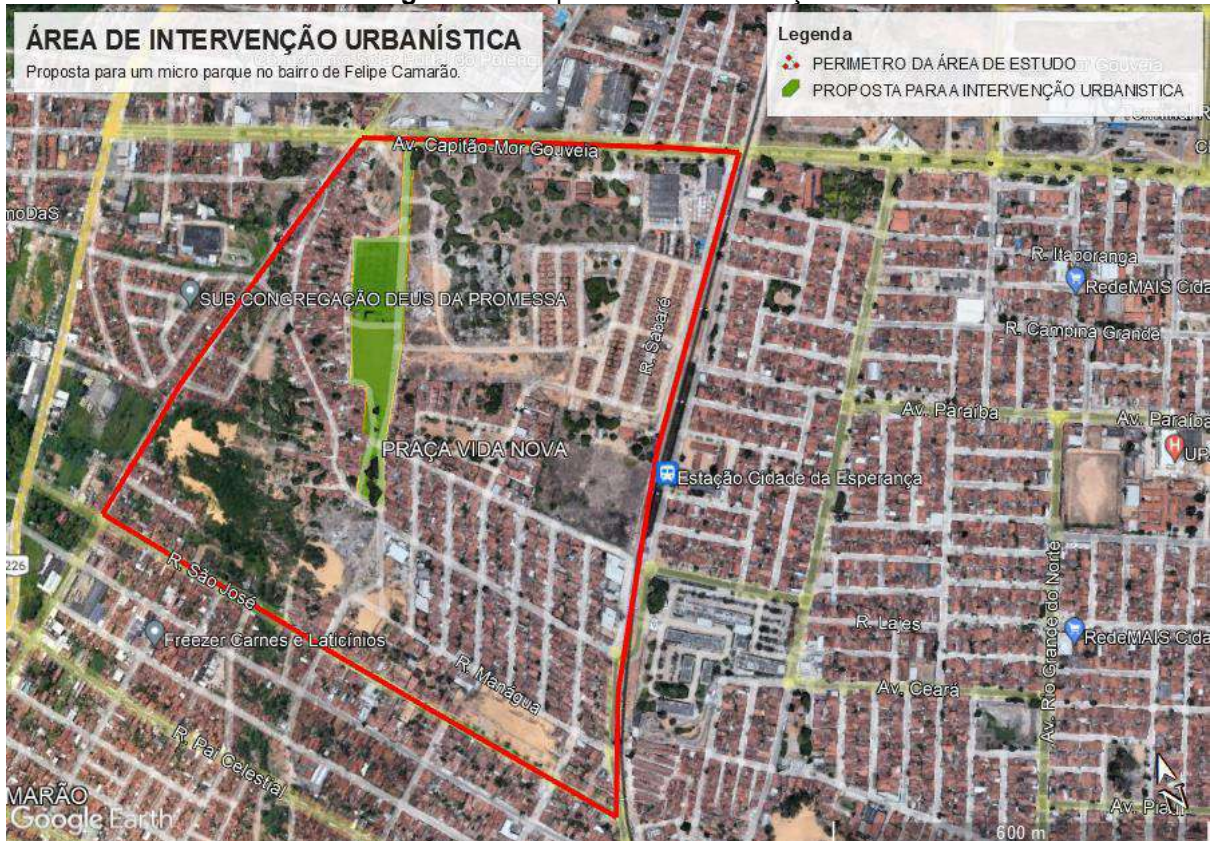 ÁREA DE INTERVENÇÃO URBANÍSTICA
Proposta para um micro parque no bairro de Felipe Camarão.
Legenda
PERIMETRO DA ÁREA DE ESTUDO
PROPOSTA PARA A INTERVENÇÃO URBANISTICA
Av. Capitão-Mor Gouveia
moDaS
SUB CONGREGAÇÃO DEUS DA PROMESSA
R. Itaporanga
RedeMAIS Cida
R. Sabaré
R. Campina Grande
Av. Paraíba
Av. Paraíba
PRAÇA VIDA NOVA
UPA
Estação Cidade da Esperança
226
R. São José
Freezer Carnes e Laticínios
R. Manágua
R. Lajes
RedeMAIS Cida
Av. Rio Grande do Norte
Av. Ceará
R. Pai Celestial
MARÃO
Google Earth
N
600 m
Av. Piauí